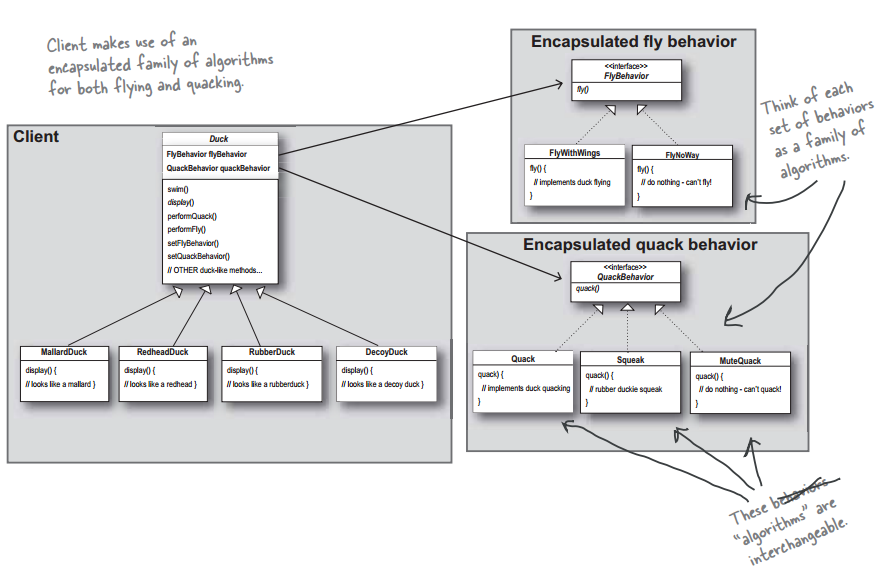 Client makes use of an
encapsulated family of algorithms
for both flying and quacking.
Encapsulated fly behavior
<<interface>>
FlyBehavior
fly()
FlyWithWings
fly() {
// implements duck flying
}
FlyNoWay
fly() {
// do nothing - can't fly!
}
Think of each
set of behaviors
as a family of
algorithms.
Client
Duck
FlyBehavior flyBehavior
QuackBehavior quackBehavior
swim()
display()
performQuack()
performFly()
setFlyBehavior()
setQuackBehavior()
// OTHER duck-like methods...
MallardDuck
display() {
// looks like a mallard }
RedheadDuck
display() {
// looks like a redhead }
RubberDuck
display() {
// looks like a rubberduck }
DecoyDuck
display() {
// looks like a decoy duck }
Encapsulated quack behavior
<<interface>>
QuackBehavior
quack()
Quack
quack) {
// implements duck quacking
}
Squeak
quack() {
// rubber duckie squeak
}
MuteQuack
quack() {
// do nothing - can't quack!
}
These behaviors
"algorithms" are
interchangeable.